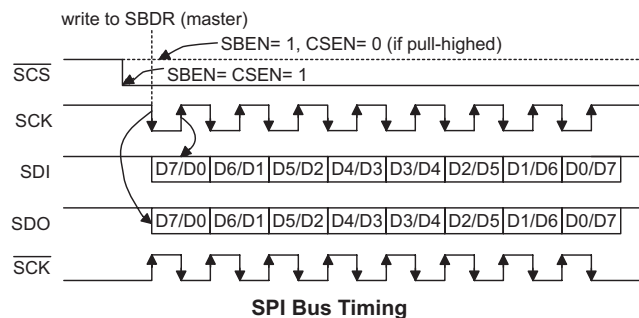 write to SBDR (master)
SBEN= 1, CSEN= 0 (if pull-highed)
SCS
SBEN= CSEN= 1
SCK
SDI D7/D0 D6/D1 D5/D2 D4/D3 D3/D4 D2/D5 D1/D6 D0/D7
SDO D7/D0 D6/D1 D5/D2 D4/D3 D3/D4 D2/D5 D1/D6 D0/D7
SCK
SPI Bus Timing